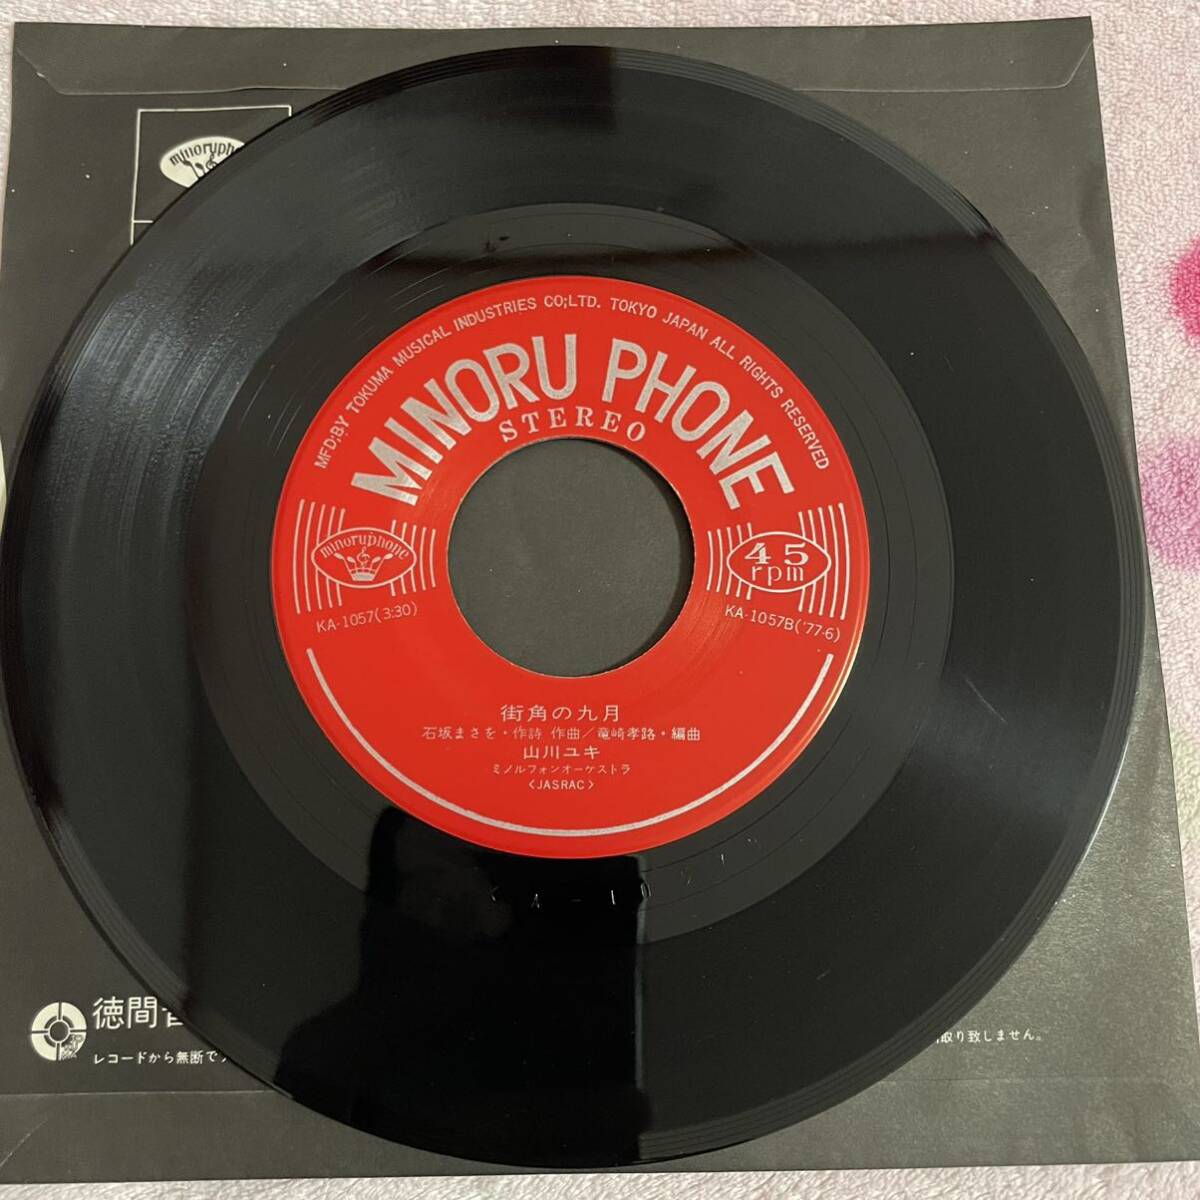 minoruphone
MFD;BY TOKUMA MUSICAL INDUSTRIES CO;LTD. TOKYO JAPAN ALL RIGHTS RESERVED
MINORU PHONE
STEREO
minoruphone
45
rpm
KA-1057(3:30)
KA-1057B('77-6)
街角の九月
石坂まさを・作詩 作曲/竜崎孝路・編曲
山川ユキ
ミノルフォンオーケストラ
〈JASRAC〉
KA-10
徳間音
レコードから無断で
取り致しません。